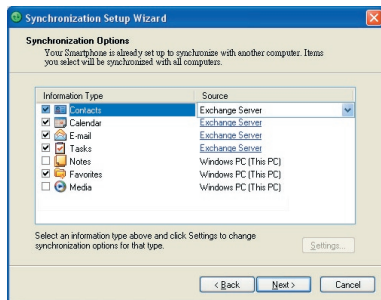 Synchronization Setup Wizard
Synchronization Options
Your Smartphone is already set up to synchronize with another computer. Items
you select will be synchronized with all computers.
Information Type Source
Contacts Exchange Server
Calendar Exchange Server
E-mail Exchange Server
Tasks Exchange Server
Notes Windows PC (This PC)
Favorites Windows PC (This PC)
Media Windows PC (This PC)
Select an information type above and click Settings to change
synchronization options for that type.
Settings...
< Back Next > Cancel